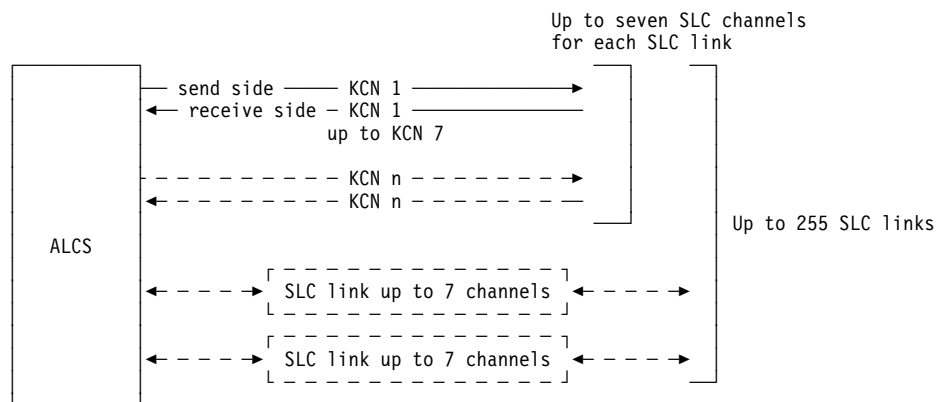 Up to seven SLC channels
for each SLC link
send side KCN 1
receive side KCN 1
up to KCN 7
KCN n
KCN n
Up to 255 SLC links
ALCS
SLC link up to 7 channels
SLC link up to 7 channels